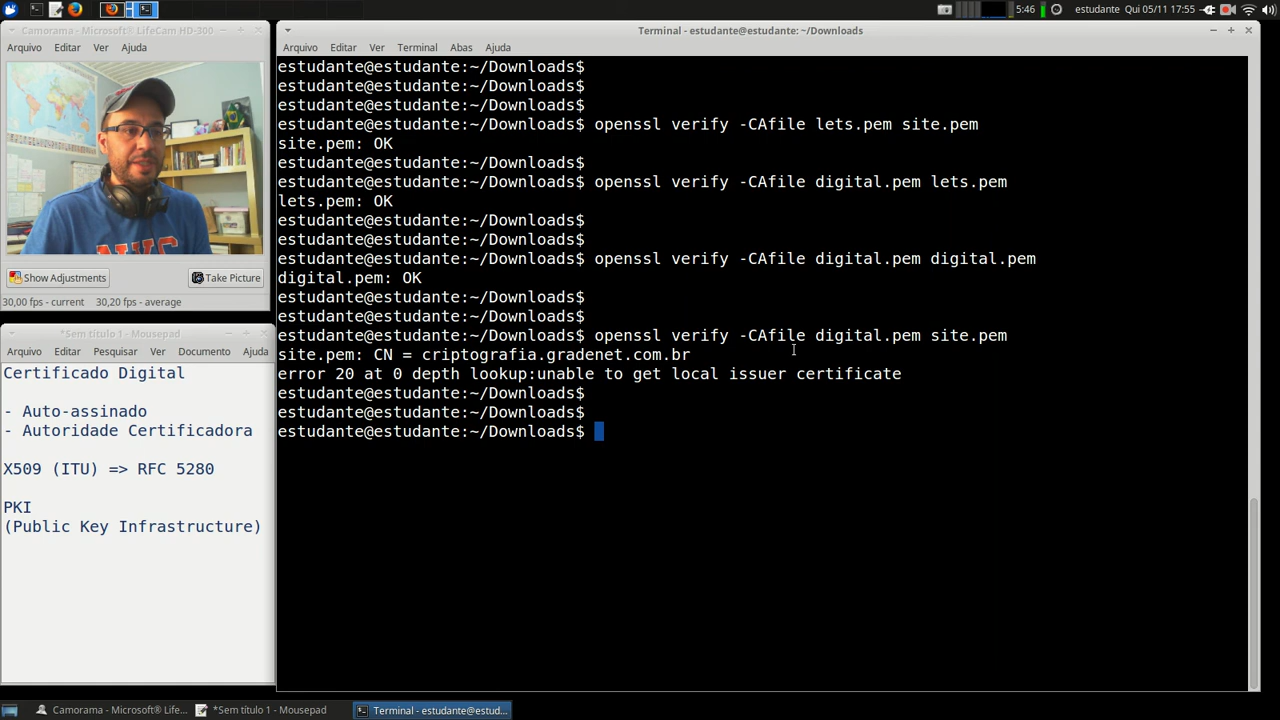 5:46 estudante Qui 05/11 17:55
Camorama - Microsoft® LifeCam HD-300
Arquivo Editar Ver Ajuda
Show Adjustments Take Picture
30,00 fps - current 30,20 fps - average
*Sem título 1 - Mousepad
Arquivo Editar Pesquisar Ver Documento Ajuda
Certificado Digital
- Auto-assinado
- Autoridade Certificadora
X509 (ITU) => RFC 5280
PKI
(Public Key Infrastructure)
Terminal - estudante@estudante: ~/Downloads
Arquivo Editar Ver Terminal Abas Ajuda
estudante@estudante:~/Downloads$
estudante@estudante:~/Downloads$
estudante@estudante:~/Downloads$
estudante@estudante:~/Downloads$ openssl verify -CAfile lets.pem site.pem
site.pem: OK
estudante@estudante:~/Downloads$
estudante@estudante:~/Downloads$ openssl verify -CAfile digital.pem lets.pem
lets.pem: OK
estudante@estudante:~/Downloads$
estudante@estudante:~/Downloads$
estudante@estudante:~/Downloads$ openssl verify -CAfile digital.pem digital.pem
digital.pem: OK
estudante@estudante:~/Downloads$
estudante@estudante:~/Downloads$
estudante@estudante:~/Downloads$ openssl verify -CAfile digital.pem site.pem
site.pem: CN = criptografia.gradenet.com.br
error 20 at 0 depth lookup:unable to get local issuer certificate
estudante@estudante:~/Downloads$
estudante@estudante:~/Downloads$
estudante@estudante:~/Downloads$
Camorama - Microsoft® Life... *Sem título 1 - Mousepad Terminal - estudante@estud...